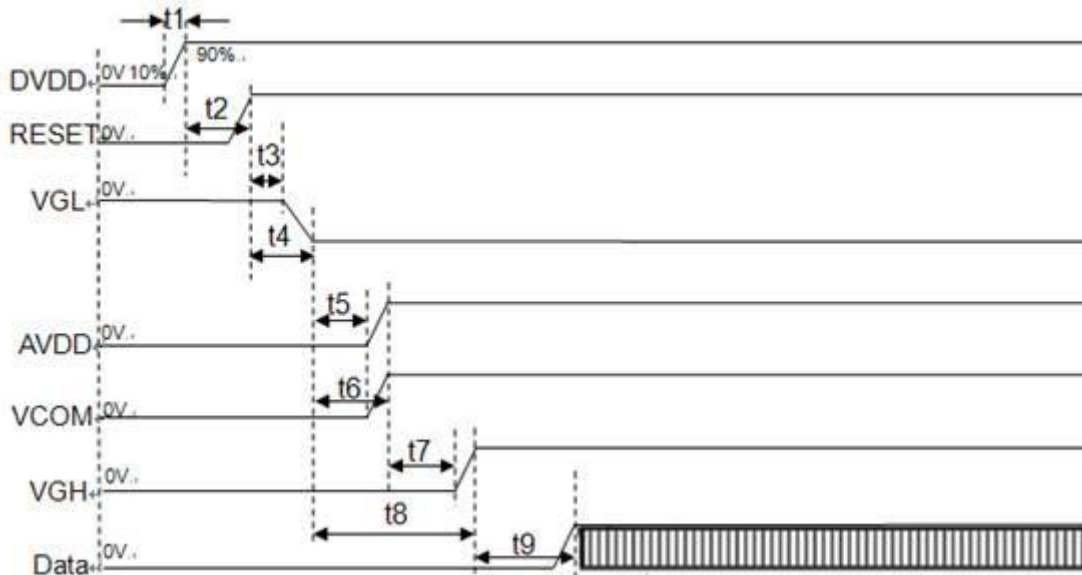 t1
DVDD 0V 10% 90%
t2
RESET 0V
t3
VGL 0V
t4
t5
AVDD 0V
t6
VCOM 0V
t7
VGH 0V
t8
t9
Data 0V